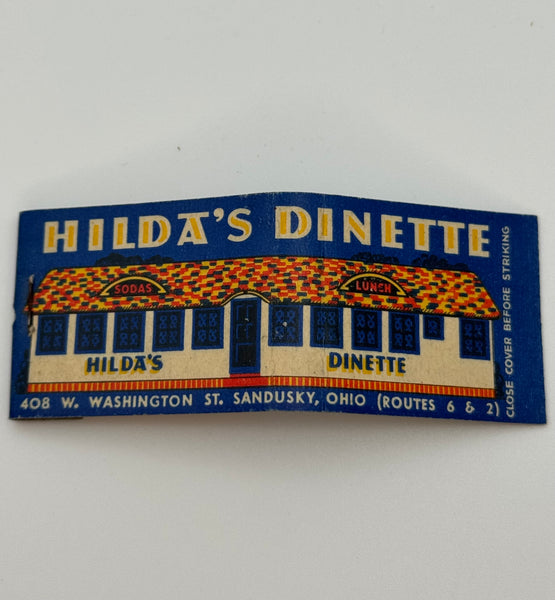 HILDA'S DINETTE
SODAS
LUNCH
HILDA'S DINETTE
408 W. WASHINGTON ST. SANDUSKY, OHIO (ROUTES 6 & 2)
CLOSE COVER BEFORE STRIKING